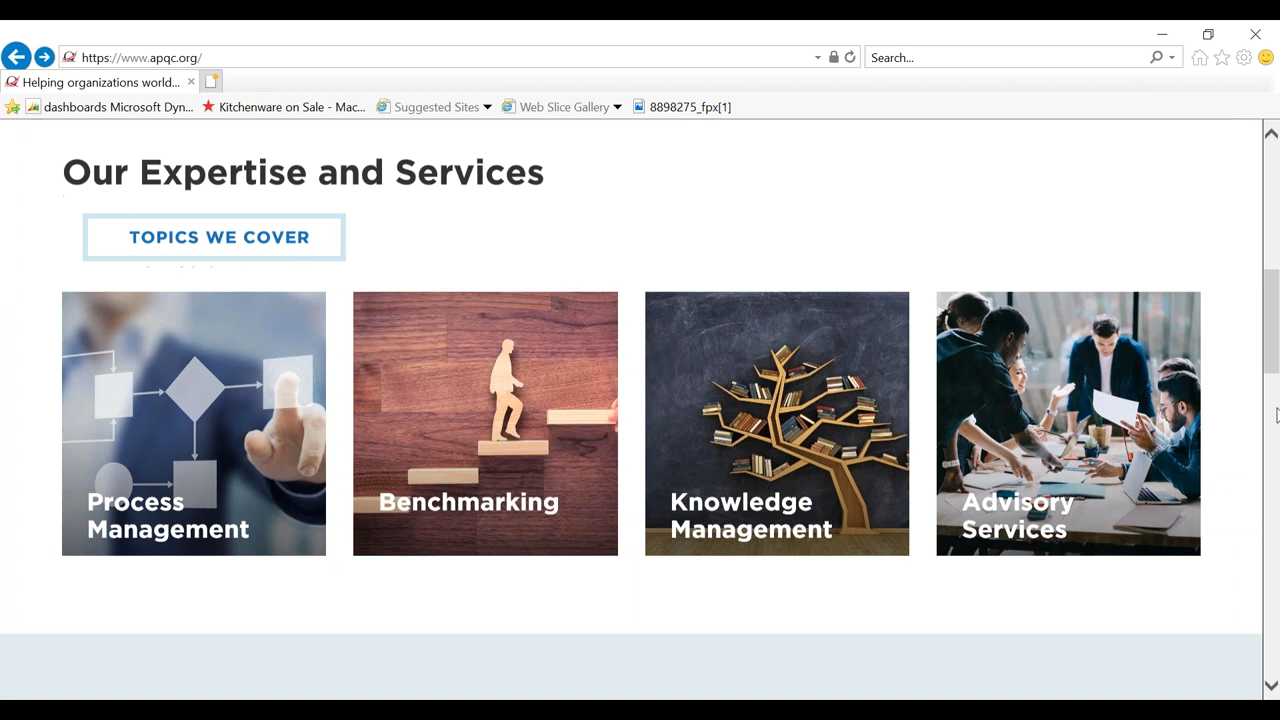 https://www.apqc.org/
Search...
Helping organizations world...
dashboards Microsoft Dyn...
Kitchenware on Sale - Mac...
Suggested Sites
Web Slice Gallery
8898275_fpx[1]
Our Expertise and Services
TOPICS WE COVER
Process
Management
Benchmarking
Knowledge
Management
Advisory
Services